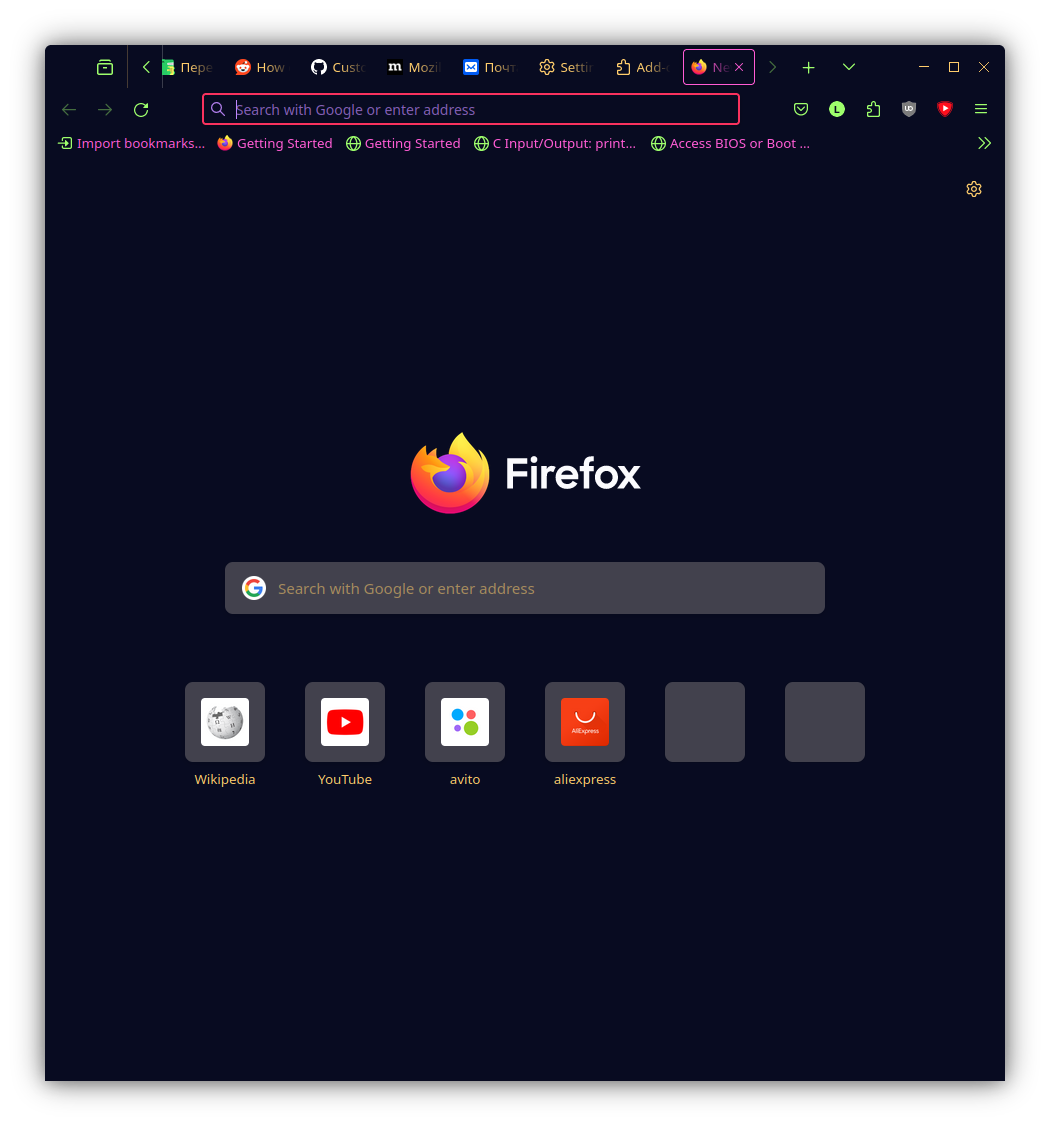 Пере
How
Custo
Mozil
Почт
Settin
Add-o
Ne
Search with Google or enter address
L
Import bookmarks...
Getting Started
Getting Started
C Input/Output: print...
Access BIOS or Boot ...
Firefox
Search with Google or enter address
AliExpress
Wikipedia
YouTube
avito
aliexpress